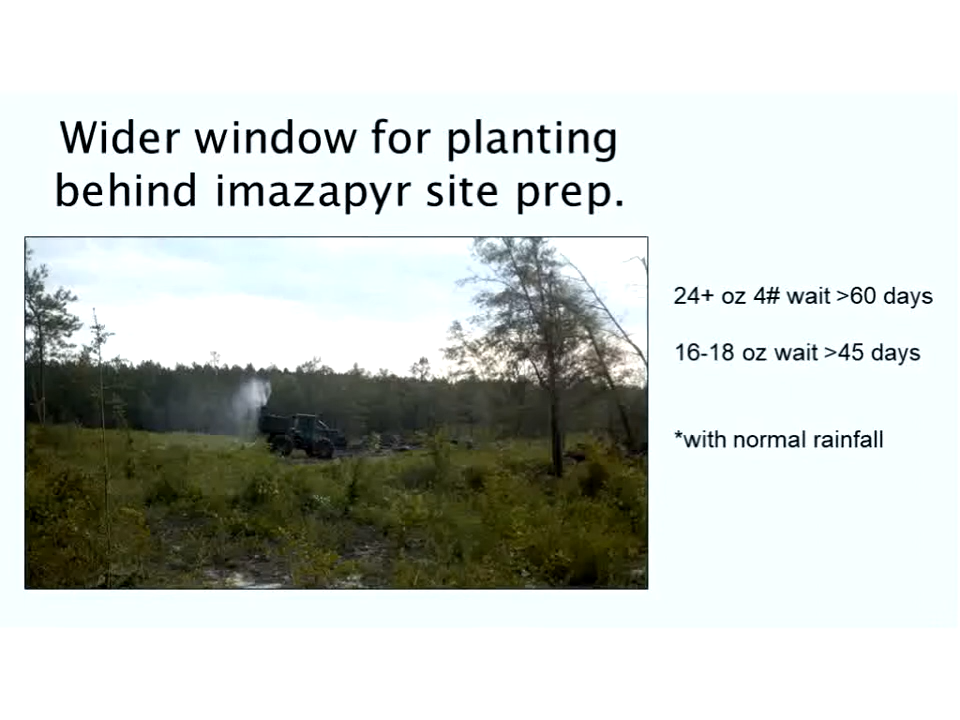 Wider window for planting
behind imazapyr site prep.
24+ oz 4# wait >60 days
16-18 oz wait >45 days
*with normal rainfall